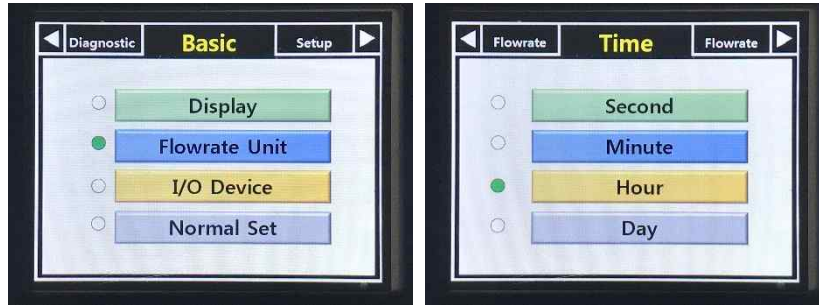 Diagnostic Basic Setup
Display
Flowrate Unit
I/O Device
Normal Set
Flowrate Time Flowrate
Second
Minute
Hour
Day